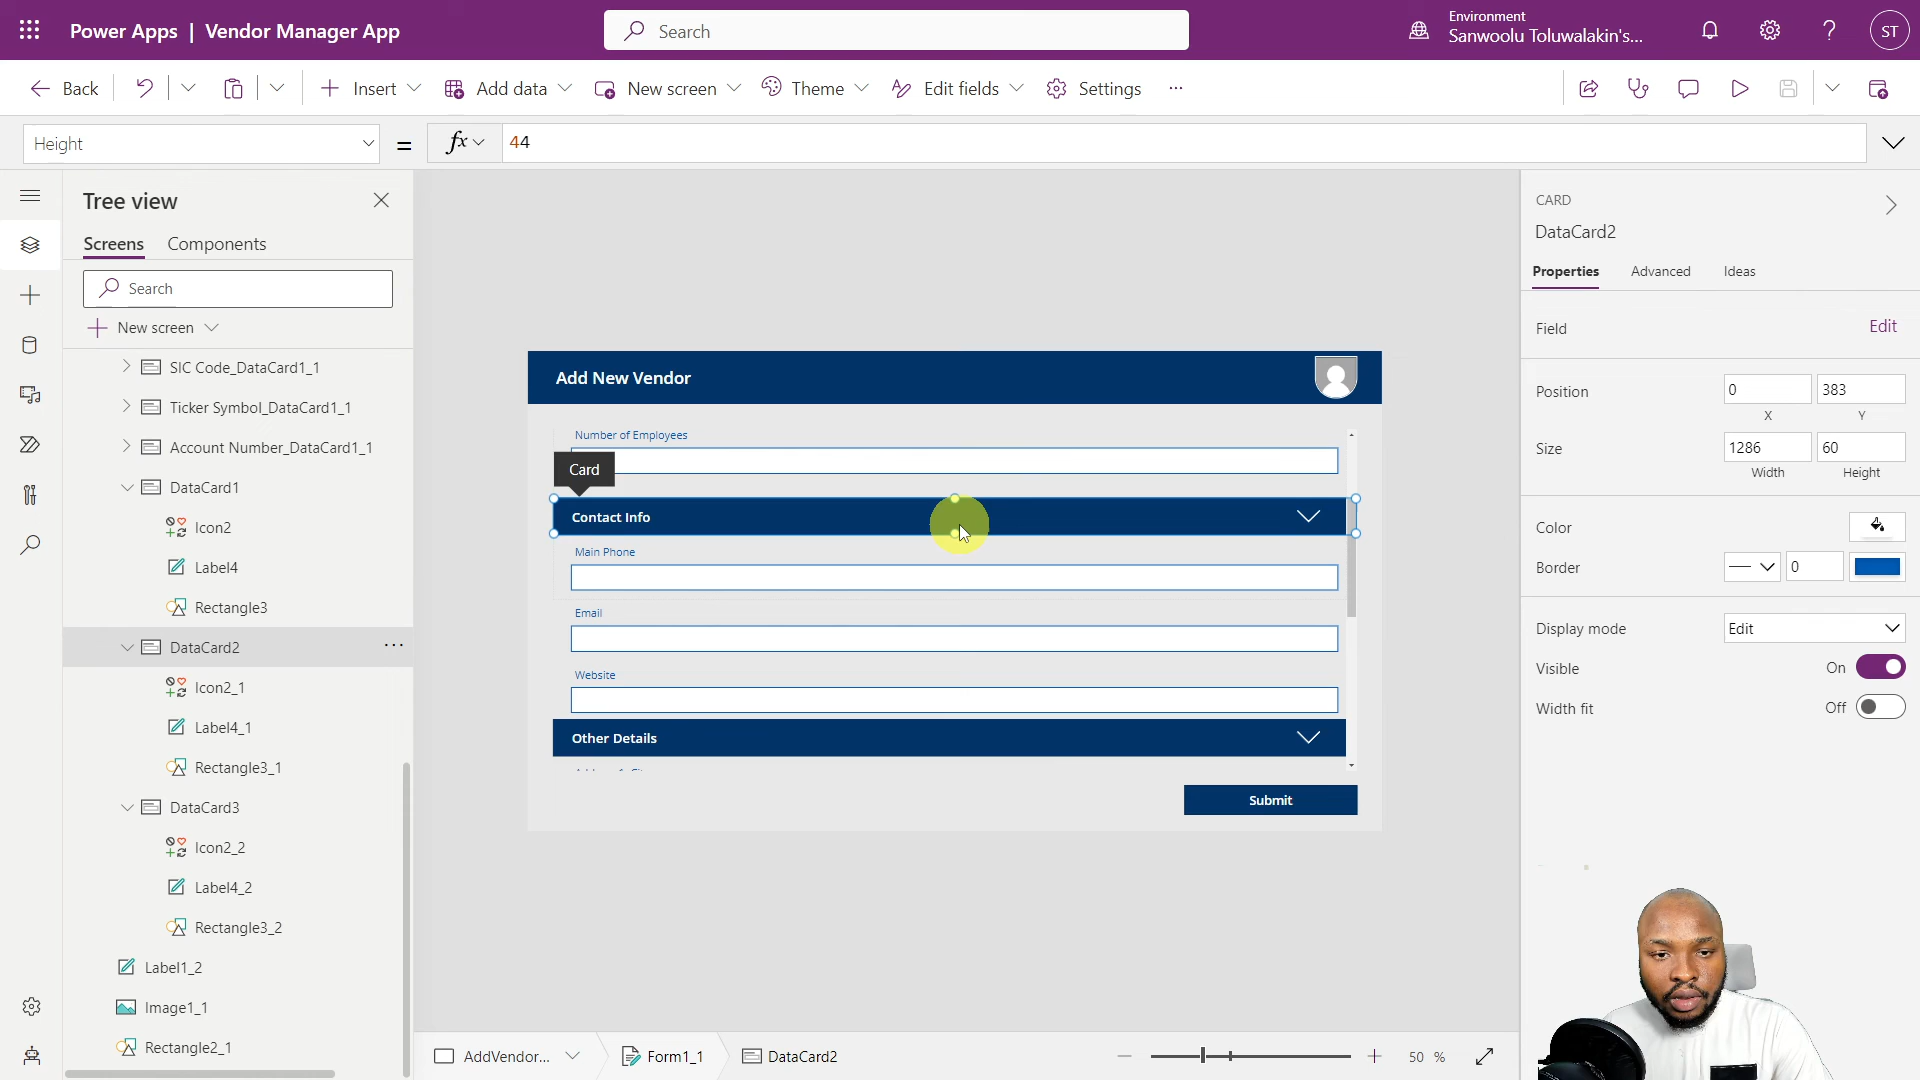 Power Apps | Vendor Manager App
Search
Environment
Sanwoolu Toluwalakin's...
ST
Back
Insert
Add data
New screen
Theme
Edit fields
Settings
...
Height
=
fx
44
Tree view
Screens
Components
Search
New screen
SIC Code_DataCard1_1
Ticker Symbol_DataCard1_1
Account Number_DataCard1_1
DataCard1
Icon2
Label4
Rectangle3
DataCard2
...
Icon2_1
Label4_1
Rectangle3_1
DataCard3
Icon2_2
Label4_2
Rectangle3_2
Label1_2
Image1_1
Rectangle2_1
Add New Vendor
Number of Employees
Card
Contact Info
Main Phone
Email
Website
Other Details
Submit
AddVendor...
Form1_1
DataCard2
50 %
CARD
DataCard2
Properties
Advanced
Ideas
Field
Edit
Position
0
383
X
Y
Size
1286
60
Width
Height
Color
Border
0
Display mode
Edit
Visible
On
Width fit
Off